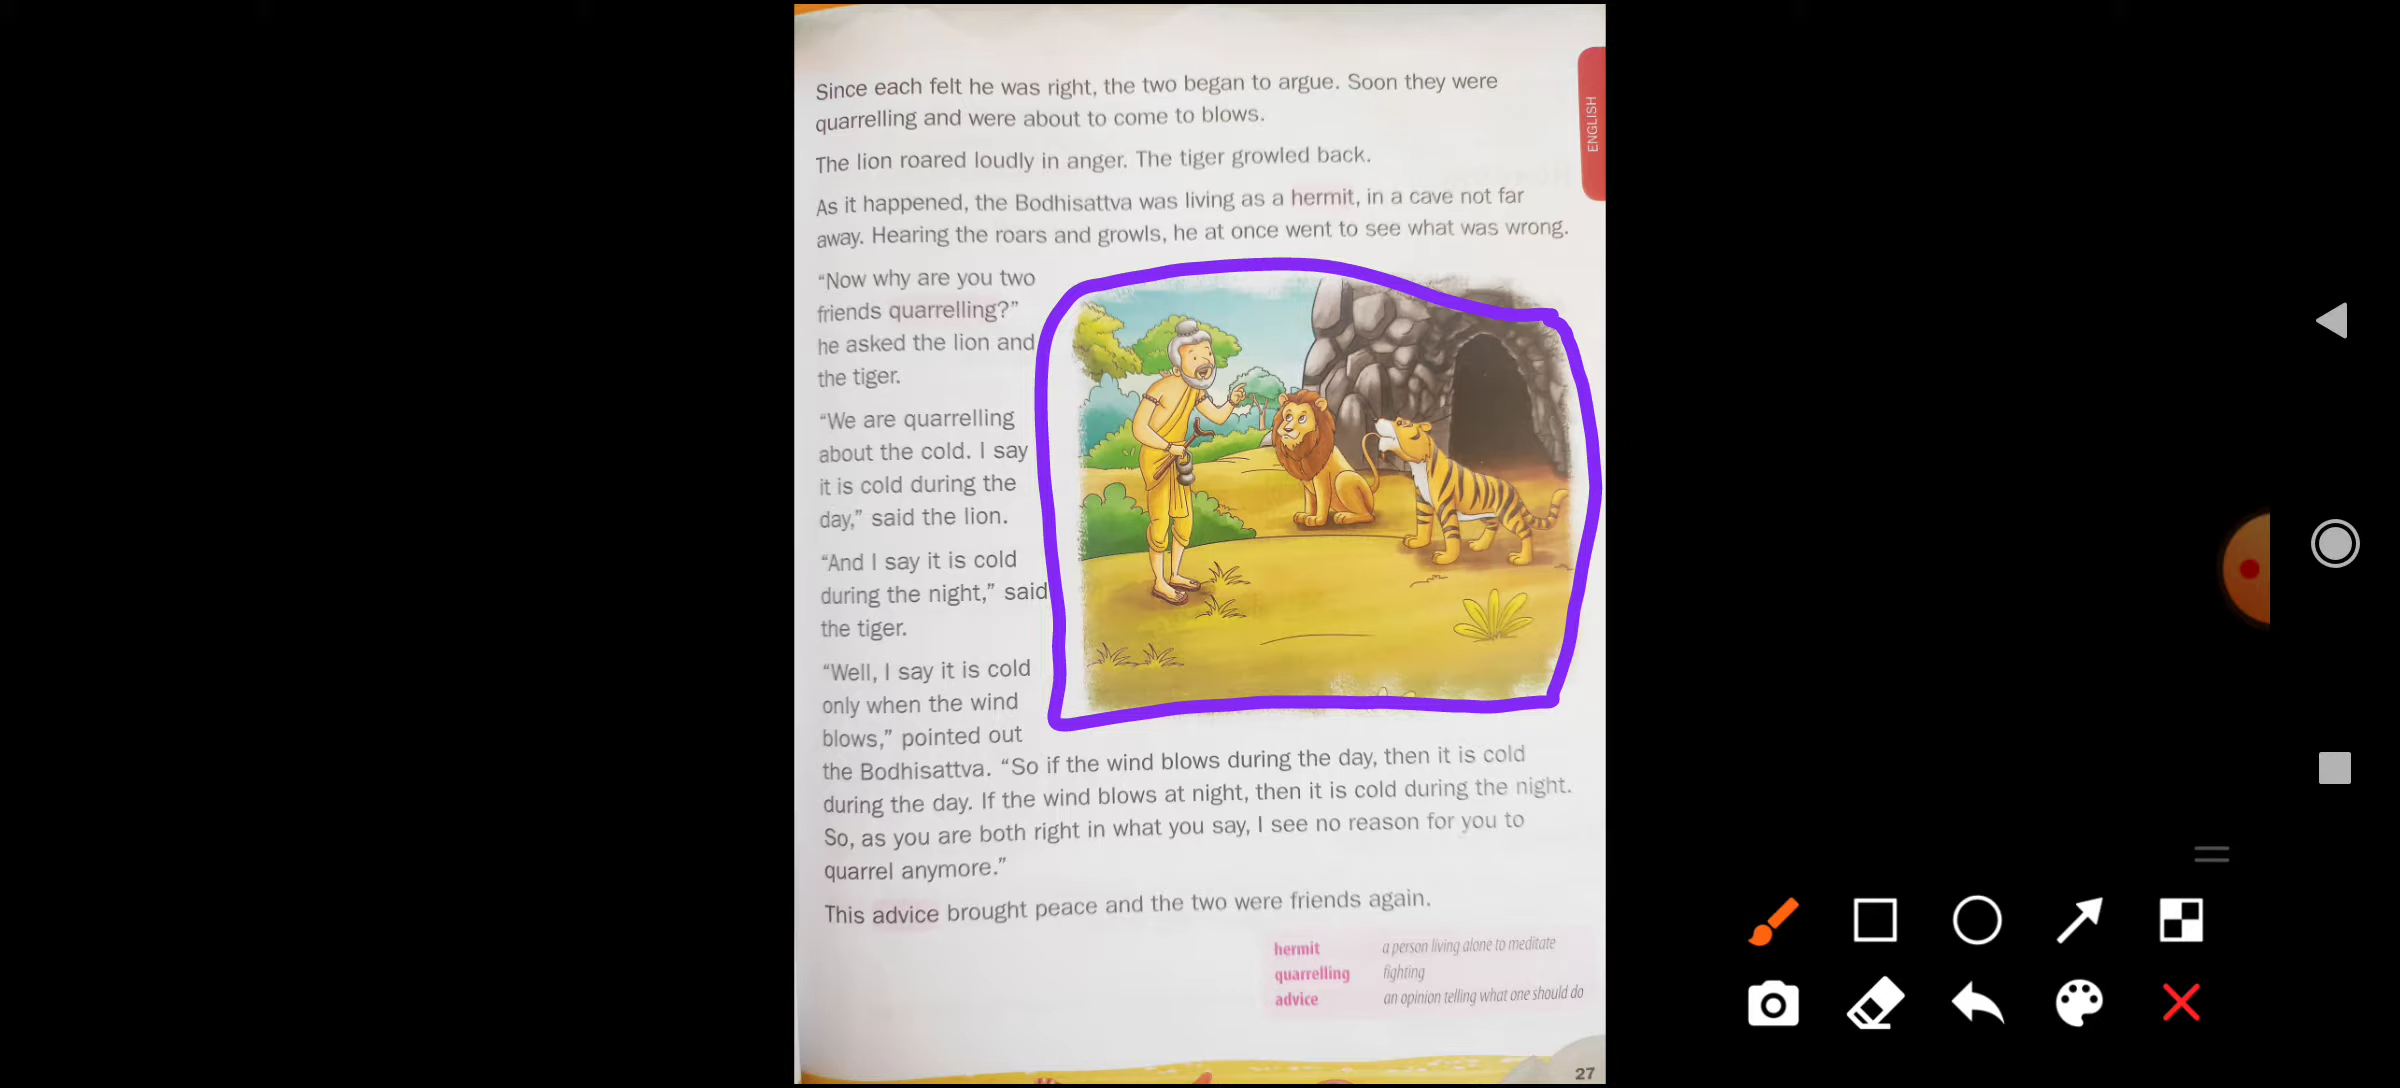 ENGLISH
Since each felt he was right, the two began to argue. Soon they were
quarrelling and were about to come to blows.
The lion roared loudly in anger. The tiger growled back.
As it happened, the Bodhisattva was living as a hermit, in a cave not far
away. Hearing the roars and growls, he at once went to see what was wrong.
“Now why are you two
friends quarrelling?”
he asked the lion and
the tiger.
“We are quarrelling
about the cold. I say
it is cold during the
day,” said the lion.
“And I say it is cold
during the night,” said
the tiger.
“Well, I say it is cold
only when the wind
blows,” pointed out
the Bodhisattva. “So if the wind blows during the day, then it is cold
during the day. If the wind blows at night, then it is cold during the night.
So, as you are both right in what you say, I see no reason for you to
quarrel anymore.”
This advice brought peace and the two were friends again.
hermit a person living alone to meditate
quarrelling fighting
advice an opinion telling what one should do
27